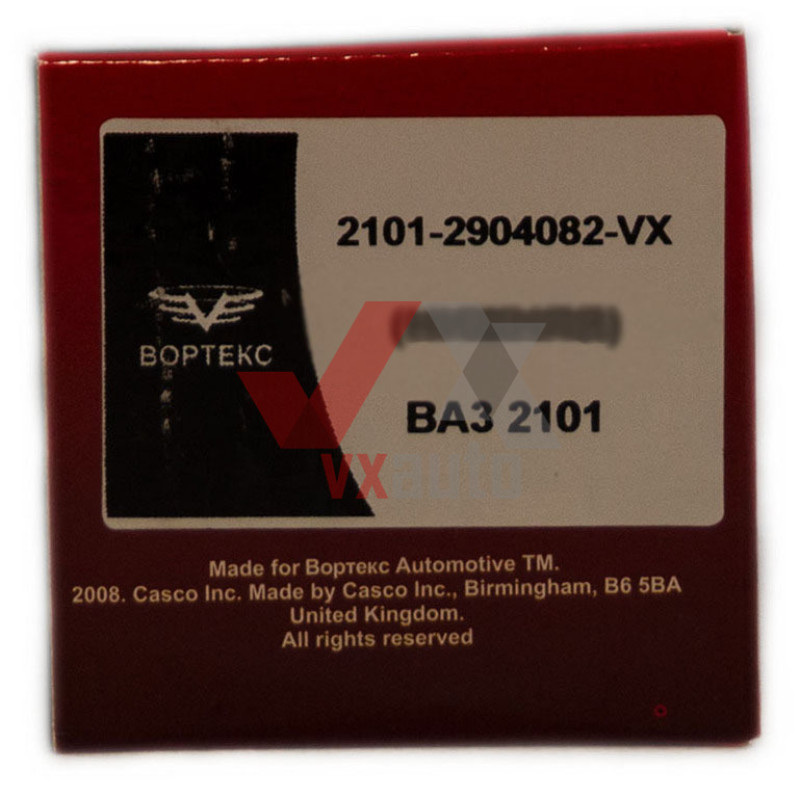 2101-2904082-VX
ВОРТЕКС
ВАЗ 2101
vxauto
Made for Вортекс Automotive TM.
2008. Casco Inc. Made by Casco Inc., Birmingham, B6 5BA
United Kingdom.
All rights reserved